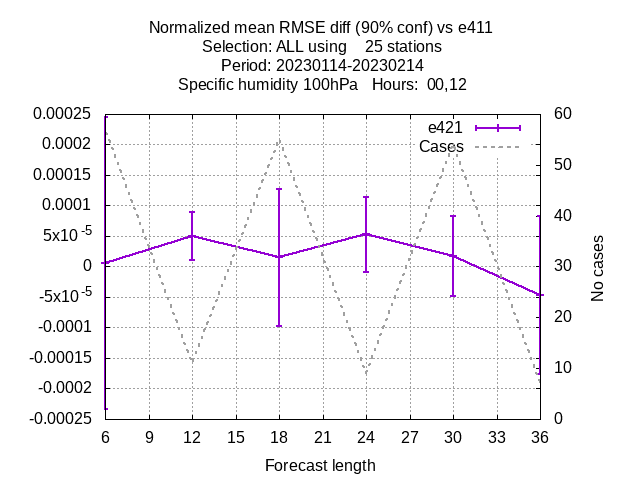 Normalized mean RMSE diff (90% conf) vs e411
Selection: ALL using    25 stations
Period: 20230114-20230214
Specific humidity 100hPa   Hours:  00,12
0.00025
0.0002
0.00015
0.0001
5x10⁻⁵
0
-5x10⁻⁵
-0.0001
-0.00015
-0.0002
-0.00025
e421
Cases
60
50
40
30
20
10
0
No cases
6 9 12 15 18 21 24 27 30 33 36
Forecast length